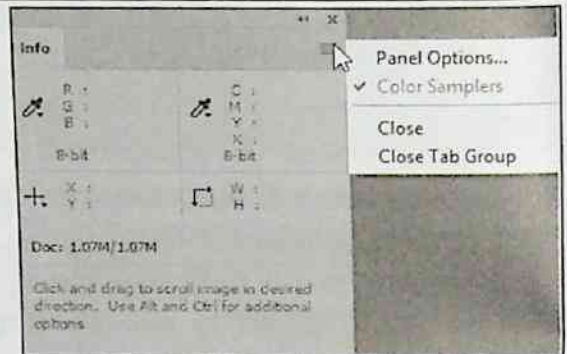 Info
R :
G :
B :
8-bit
C :
M :
Y :
K :
8-bit
X :
Y :
W :
H :
Doc: 1.07M/1.07M
Click and drag to scroll image in desired
direction. Use Alt and Ctrl for additional
options
Panel Options...
✓ Color Samplers
Close
Close Tab Group